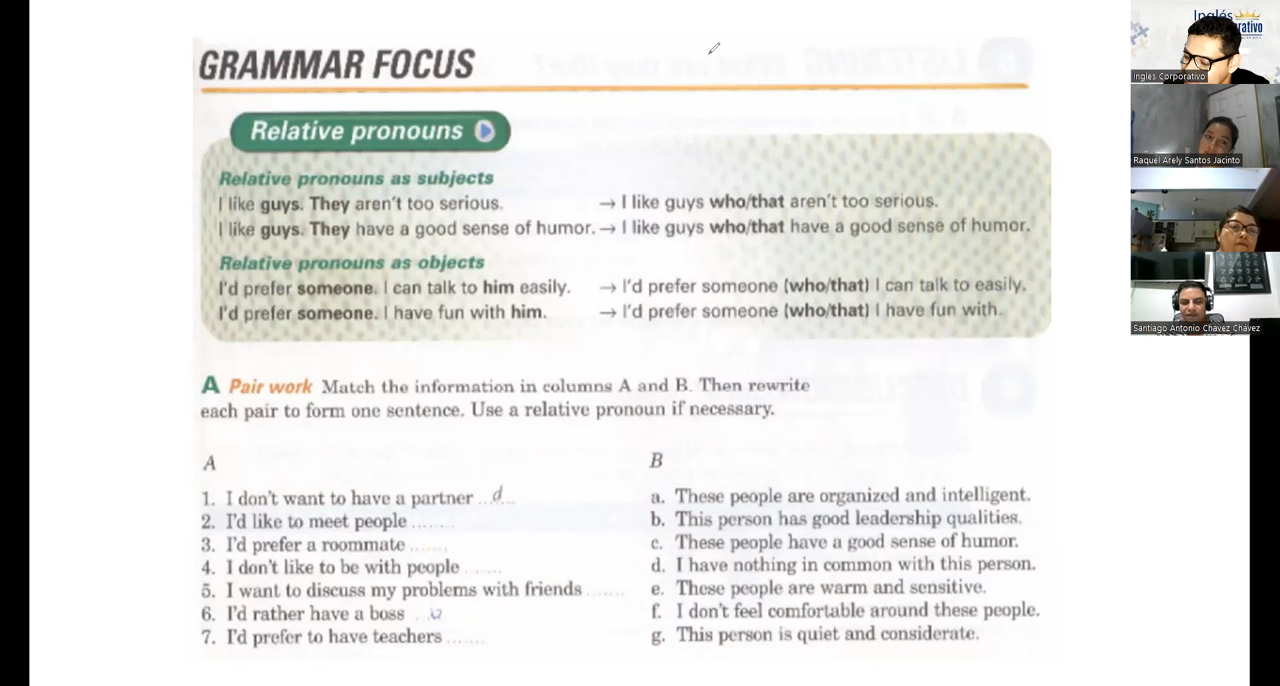 GRAMMAR FOCUS
Relative pronouns
Relative pronouns as subjects
I like guys. They aren't too serious. → I like guys who/that aren't too serious.
I like guys. They have a good sense of humor. → I like guys who/that have a good sense of humor.
Relative pronouns as objects
I'd prefer someone. I can talk to him easily. → I'd prefer someone (who/that) I can talk to easily.
I'd prefer someone. I have fun with him. → I'd prefer someone (who/that) I have fun with.
A Pair work Match the information in columns A and B. Then rewrite
each pair to form one sentence. Use a relative pronoun if necessary.
A
1. I don't want to have a partner ...d...
2. I'd like to meet people ........
3. I'd prefer a roommate .......
4. I don't like to be with people .......
5. I want to discuss my problems with friends .......
6. I'd rather have a boss
7. I'd prefer to have teachers .......
B
a. These people are organized and intelligent.
b. This person has good leadership qualities.
c. These people have a good sense of humor.
d. I have nothing in common with this person.
e. These people are warm and sensitive.
f. I don't feel comfortable around these people.
g. This person is quiet and considerate.
Inglés
Ingles Corporativo
Raquel Arely Santos Jacinto
Santiago Antonio Chávez Chávez